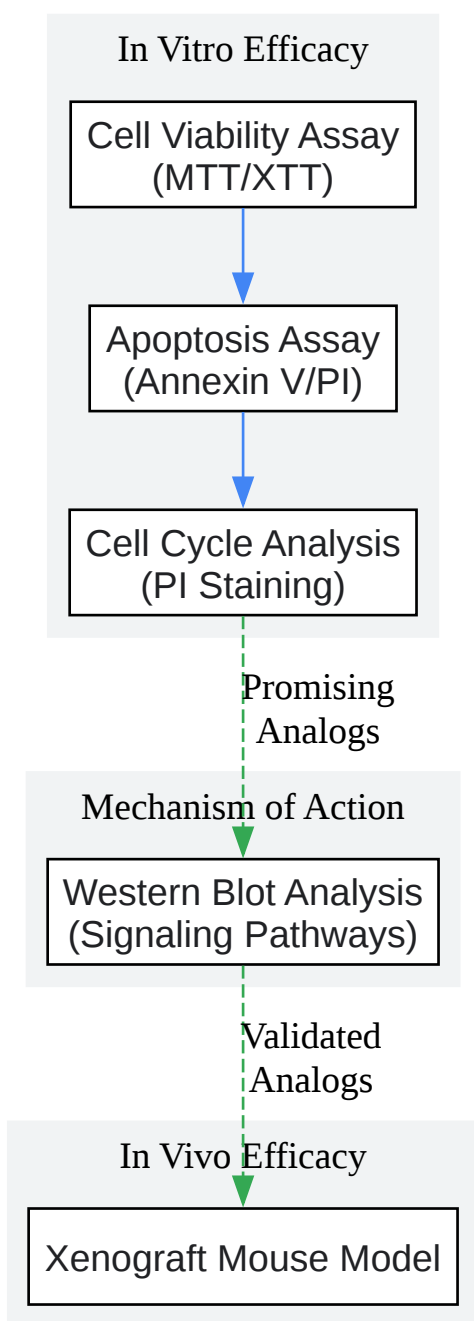 In Vitro Efficacy
Cell Viability Assay
(MTT/XTT)
Apoptosis Assay
(Annexin V/PI)
Cell Cycle Analysis
(PI Staining)
Promising
Analogs
Mechanism of Action
Western Blot Analysis
(Signaling Pathways)
Validated
Analogs
In Vivo Efficacy
Xenograft Mouse Model